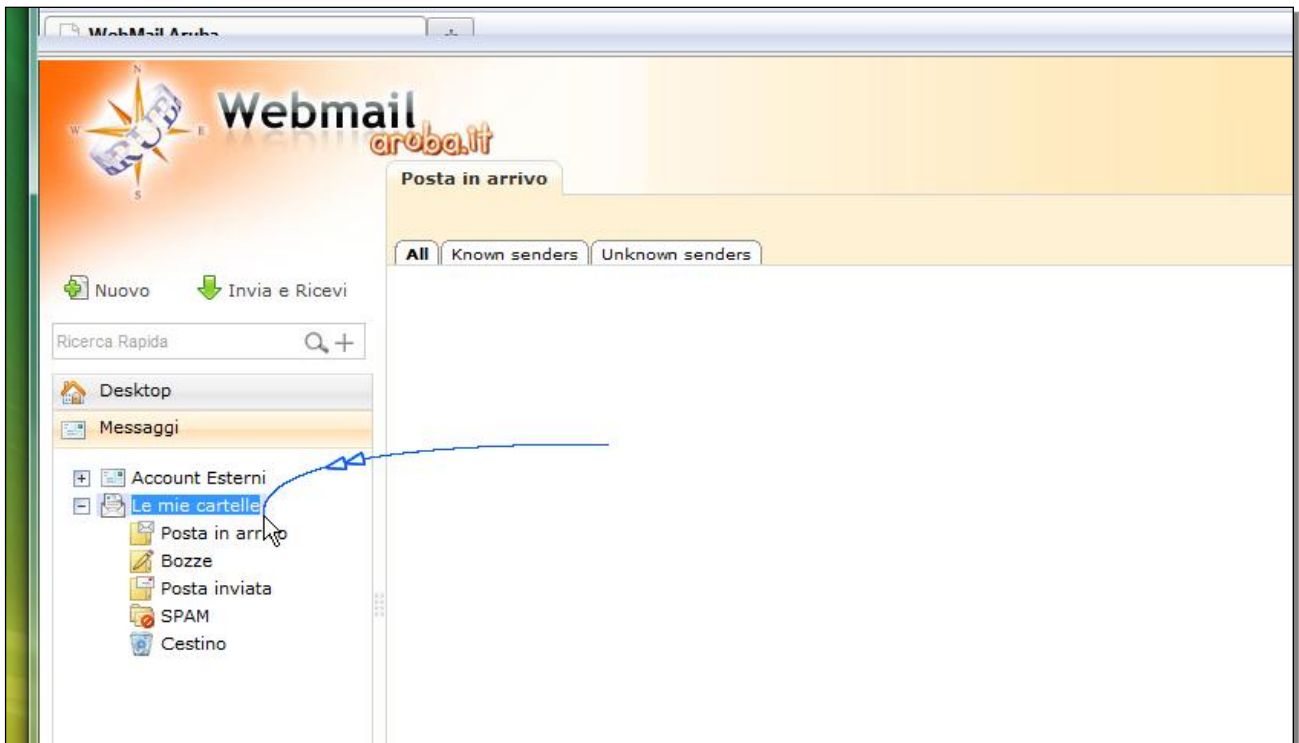 WebMail Aruba
N
W
E
S
Webmail
aruba.it
Posta in arrivo
All Known senders Unknown senders
Nuovo Invia e Ricevi
Ricerca Rapida
Desktop
Messaggi
Account Esterni
Le mie cartelle
Posta in arrivo
Bozze
Posta inviata
SPAM
Cestino